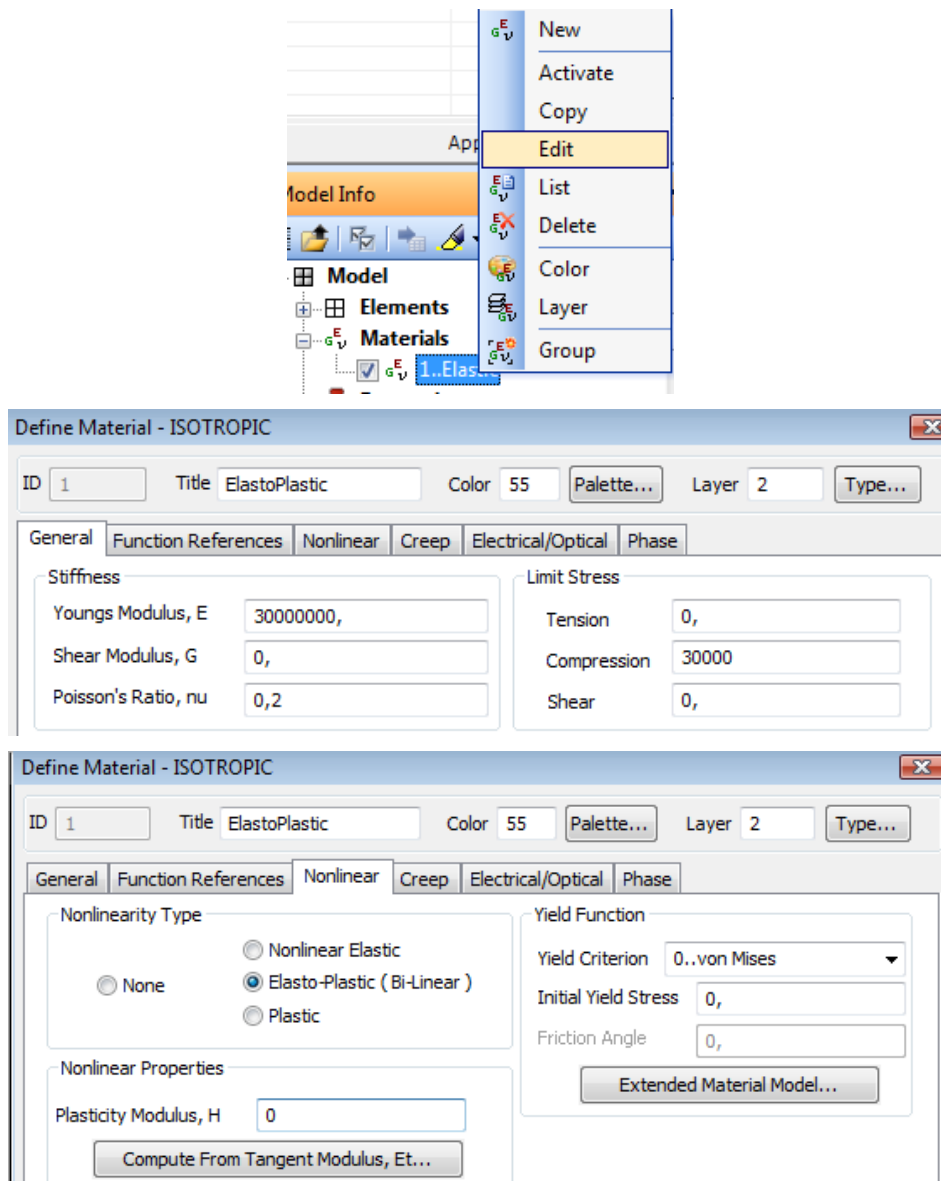 New
Activate
Copy
App
Edit
Model Info
List
Delete
Model
Color
Elements
Layer
Materials
Group
1..Elastic
Define Material - ISOTROPIC
ID 1 Title ElastoPlastic Color 55 Palette... Layer 2 Type...
General Function References Nonlinear Creep Electrical/Optical Phase
Stiffness Limit Stress
Youngs Modulus, E 30000000, Tension 0,
Shear Modulus, G 0, Compression 30000
Poisson's Ratio, nu 0,2 Shear 0,
Define Material - ISOTROPIC
ID 1 Title ElastoPlastic Color 55 Palette... Layer 2 Type...
General Function References Nonlinear Creep Electrical/Optical Phase
Nonlinearity Type Yield Function
Nonlinear Elastic Yield Criterion 0..von Mises
None Elasto-Plastic ( Bi-Linear ) Initial Yield Stress 0,
Plastic Friction Angle 0,
Nonlinear Properties Extended Material Model...
Plasticity Modulus, H 0
Compute From Tangent Modulus, Et...